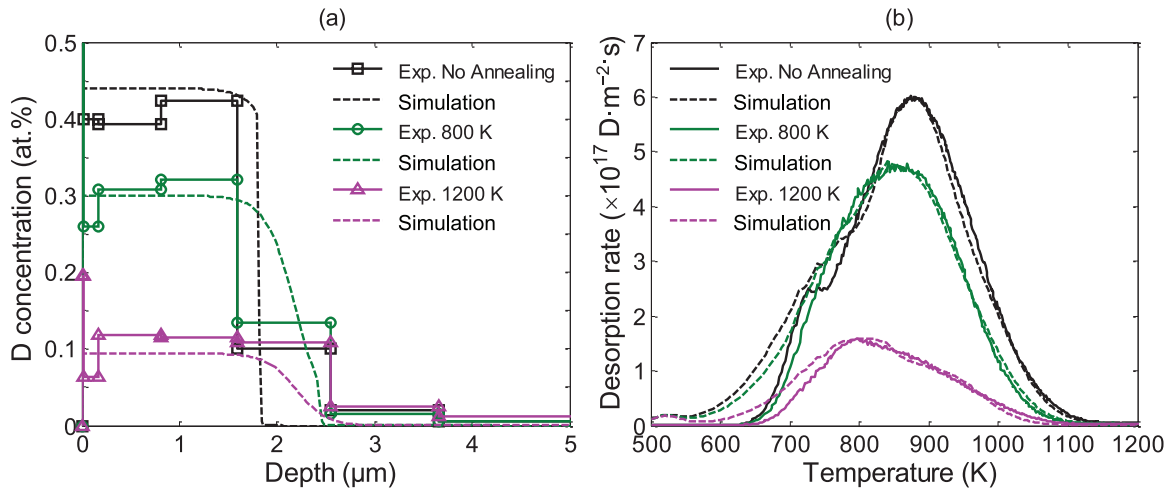 (a)
D concentration (at.%)
0.5
0.4
0.3
0.2
0.1
0
0
1
2
3
4
5
Depth (μm)
Exp. No Annealing
Simulation
Exp. 800 K
Simulation
Exp. 1200 K
Simulation
(b)
Desorption rate (×10¹⁷ D·m⁻²·s)
7
6
5
4
3
2
1
0
500
600
700
800
900
1000
1100
1200
Temperature (K)
Exp. No Annealing
Simulation
Exp. 800 K
Simulation
Exp. 1200 K
Simulation